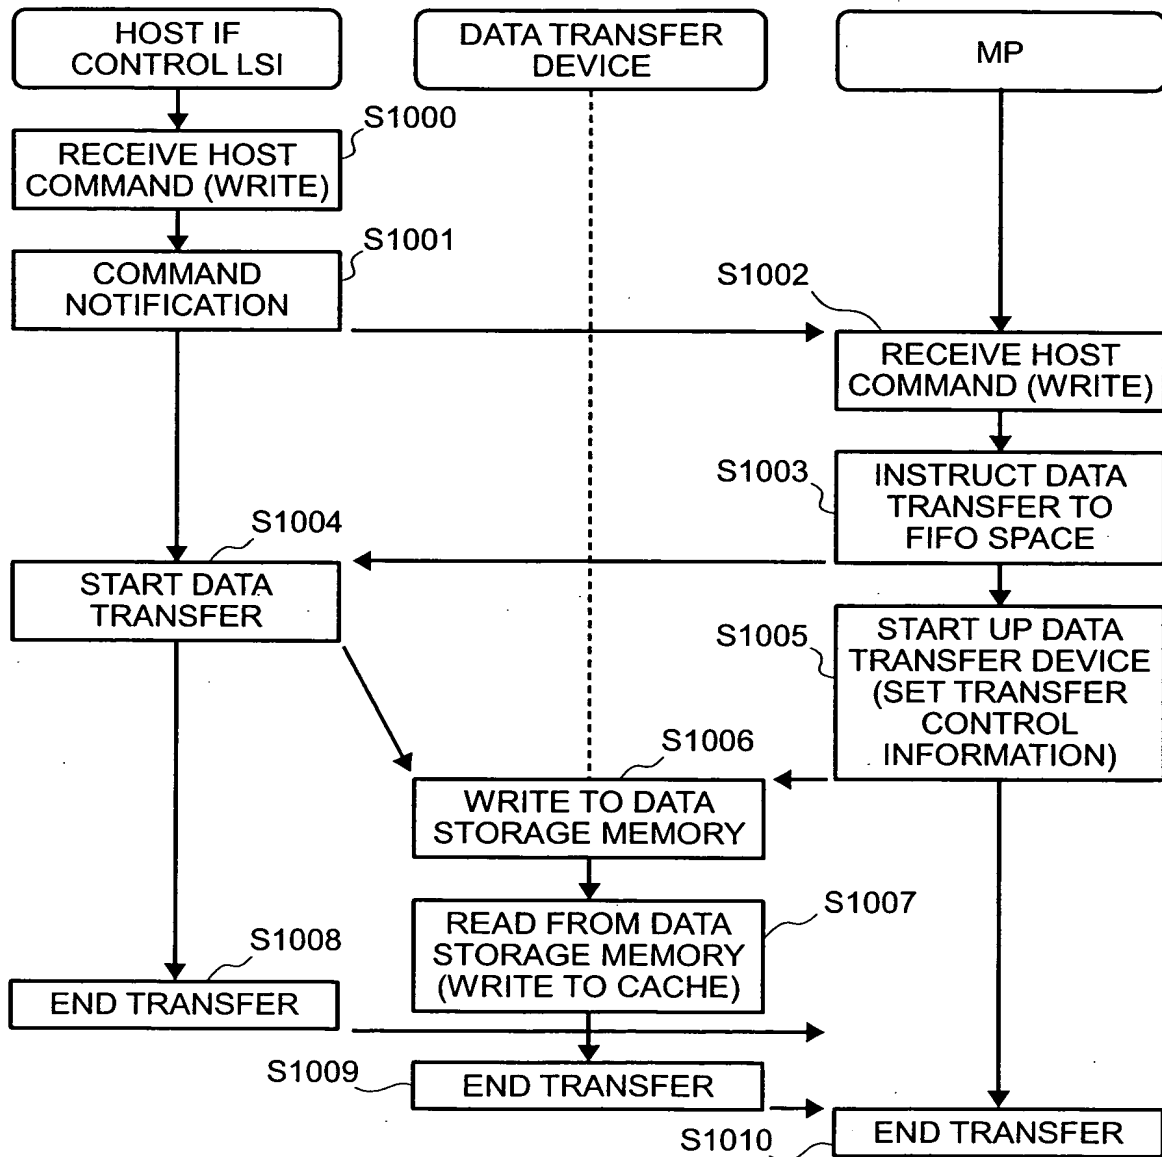 HOST IF
CONTROL LSI
DATA TRANSFER
DEVICE
MP
S1000
RECEIVE HOST
COMMAND (WRITE)
S1001
COMMAND
NOTIFICATION
S1002
RECEIVE HOST
COMMAND (WRITE)
S1003
INSTRUCT DATA
TRANSFER TO
FIFO SPACE
S1004
START DATA
TRANSFER
S1005
START UP DATA
TRANSFER DEVICE
(SET TRANSFER
CONTROL
INFORMATION)
S1006
WRITE TO DATA
STORAGE MEMORY
S1007
READ FROM DATA
STORAGE MEMORY
(WRITE TO CACHE)
S1008
END TRANSFER
S1009
END TRANSFER
S1010
END TRANSFER